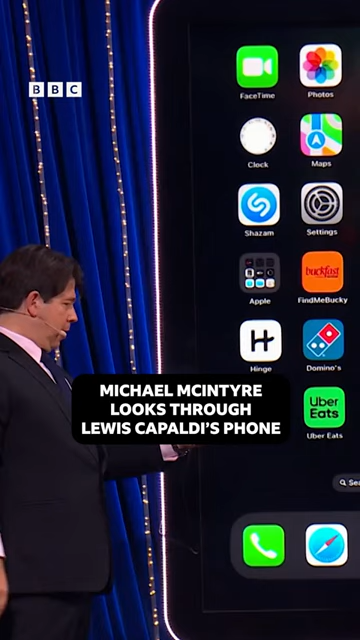 BBC
FaceTime
Photos
Clock
Maps
Shazam
Settings
buckfast
Apple
FindMeBucky
H
Hinge
Domino's
Uber
Eats
Uber Eats
MICHAEL MCINTYRE
LOOKS THROUGH
LEWIS CAPALDI'S PHONE
Sea